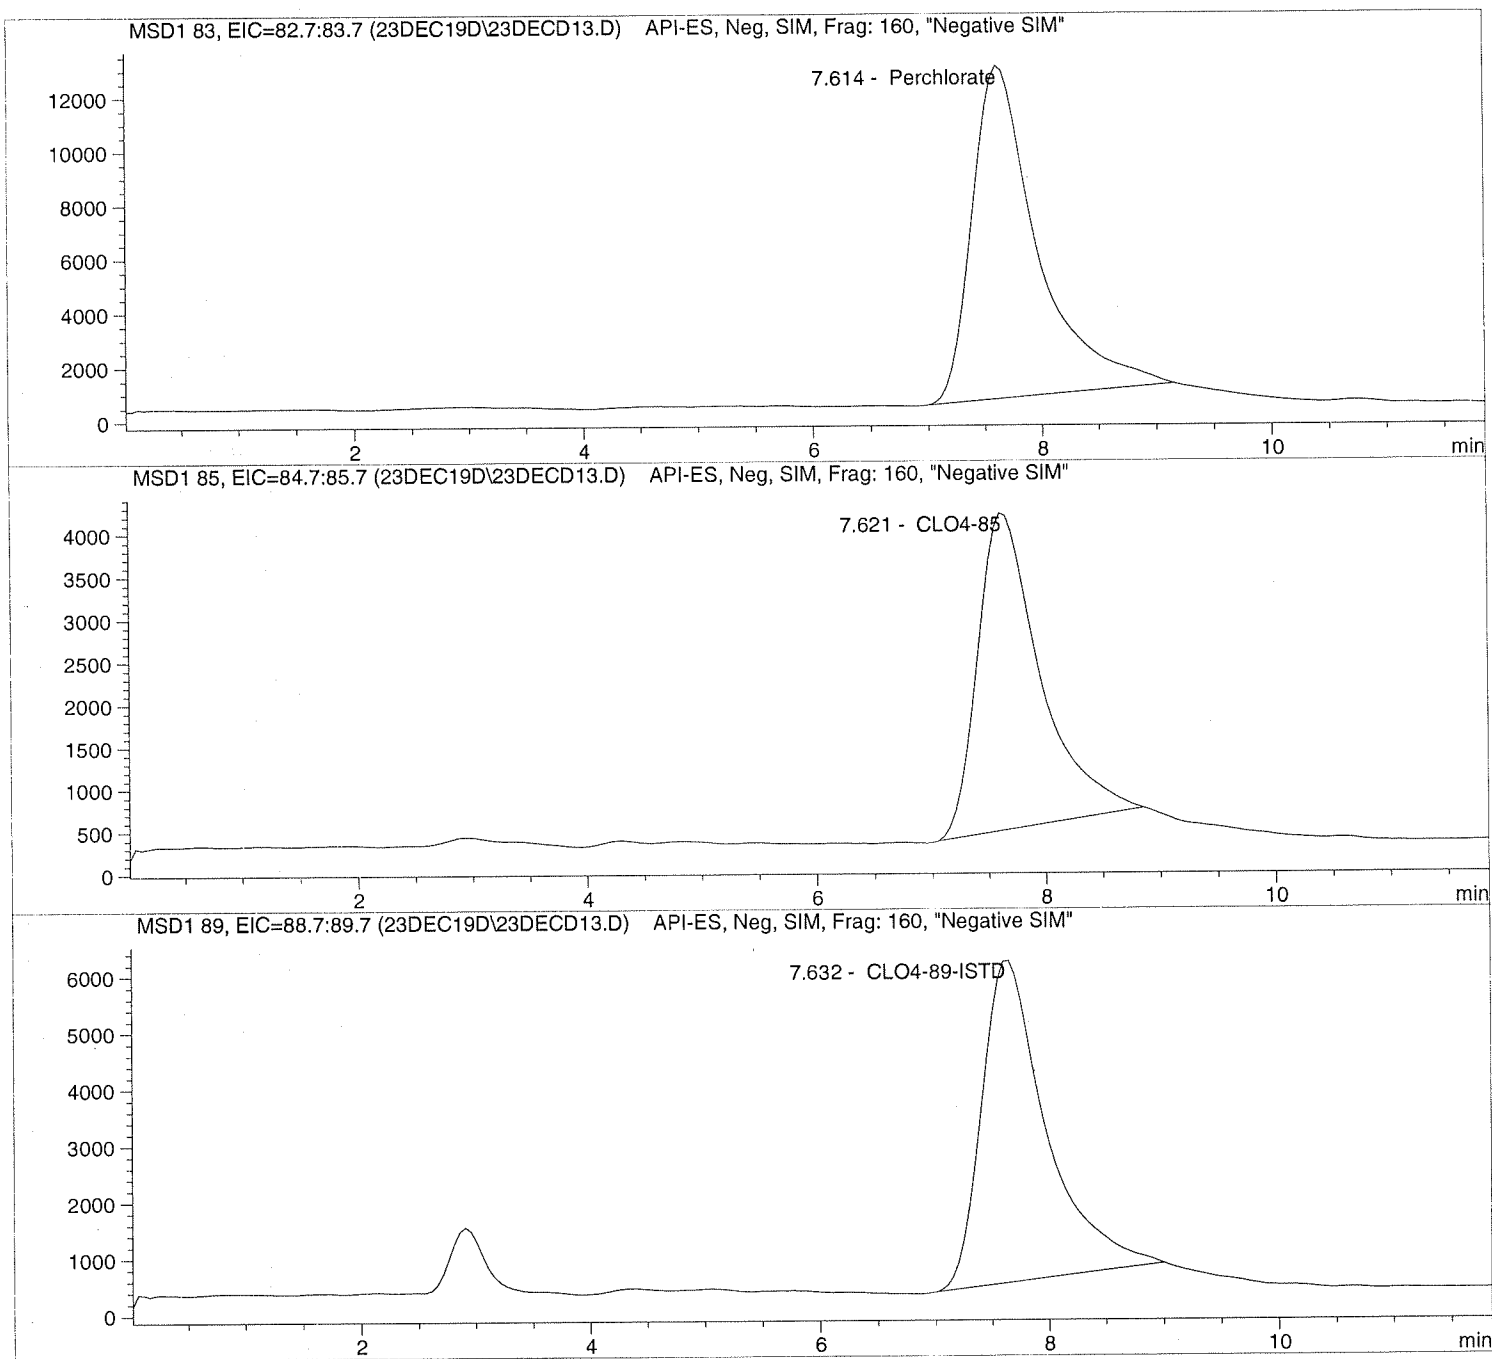 MSD1 83, EIC=82.7:83.7 (23DEC19D\23DECD13.D) API-ES, Neg, SIM, Frag: 160, "Negative SIM"
7.614 - Perchlorate
12000
10000
8000
6000
4000
2000
0
2 4 6 8 10 min
MSD1 85, EIC=84.7:85.7 (23DEC19D\23DECD13.D) API-ES, Neg, SIM, Frag: 160, "Negative SIM"
7.621 - CLO4-85
4000
3500
3000
2500
2000
1500
1000
500
0
2 4 6 8 10 min
MSD1 89, EIC=88.7:89.7 (23DEC19D\23DECD13.D) API-ES, Neg, SIM, Frag: 160, "Negative SIM"
7.632 - CLO4-89-ISTD
6000
5000
4000
3000
2000
1000
0
2 4 6 8 10 min